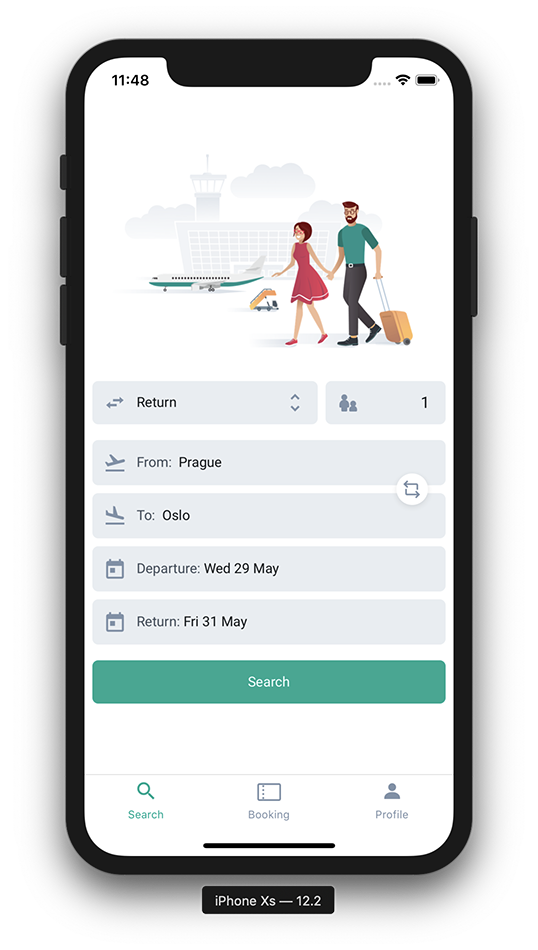 11:48
Return 1
From: Prague
To: Oslo
Departure: Wed 29 May
Return: Fri 31 May
Search
Search Booking Profile
iPhone Xs — 12.2